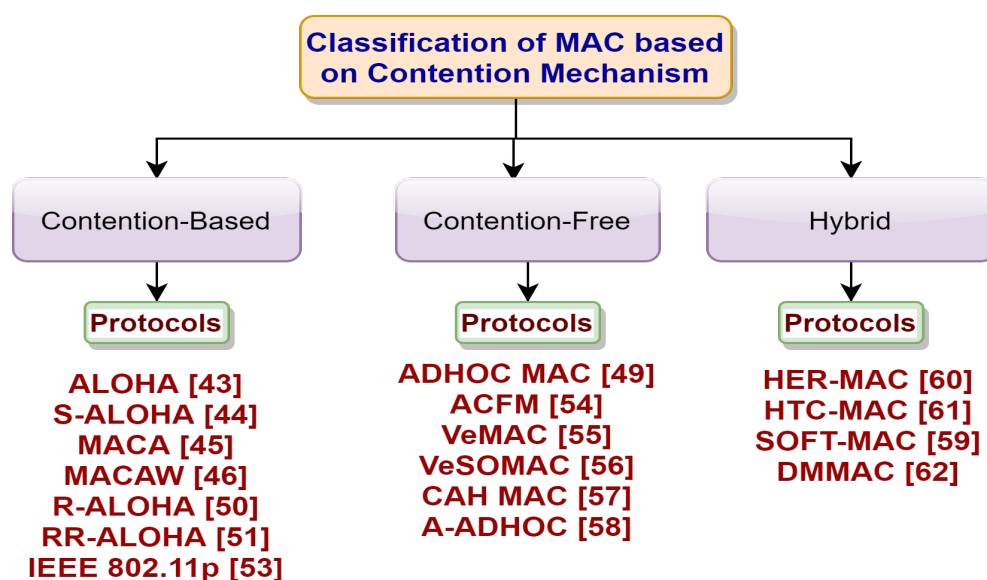 Classification of MAC based
on Contention Mechanism
Contention-Based
Contention-Free
Hybrid
Protocols
Protocols
Protocols
ALOHA [43]
S-ALOHA [44]
MACA [45]
MACAW [46]
R-ALOHA [50]
RR-ALOHA [51]
IEEE 802.11p [53]
ADHOC MAC [49]
ACFM [54]
VeMAC [55]
VeSOMAC [56]
CAH MAC [57]
A-ADHOC [58]
HER-MAC [60]
HTC-MAC [61]
SOFT-MAC [59]
DMMAC [62]